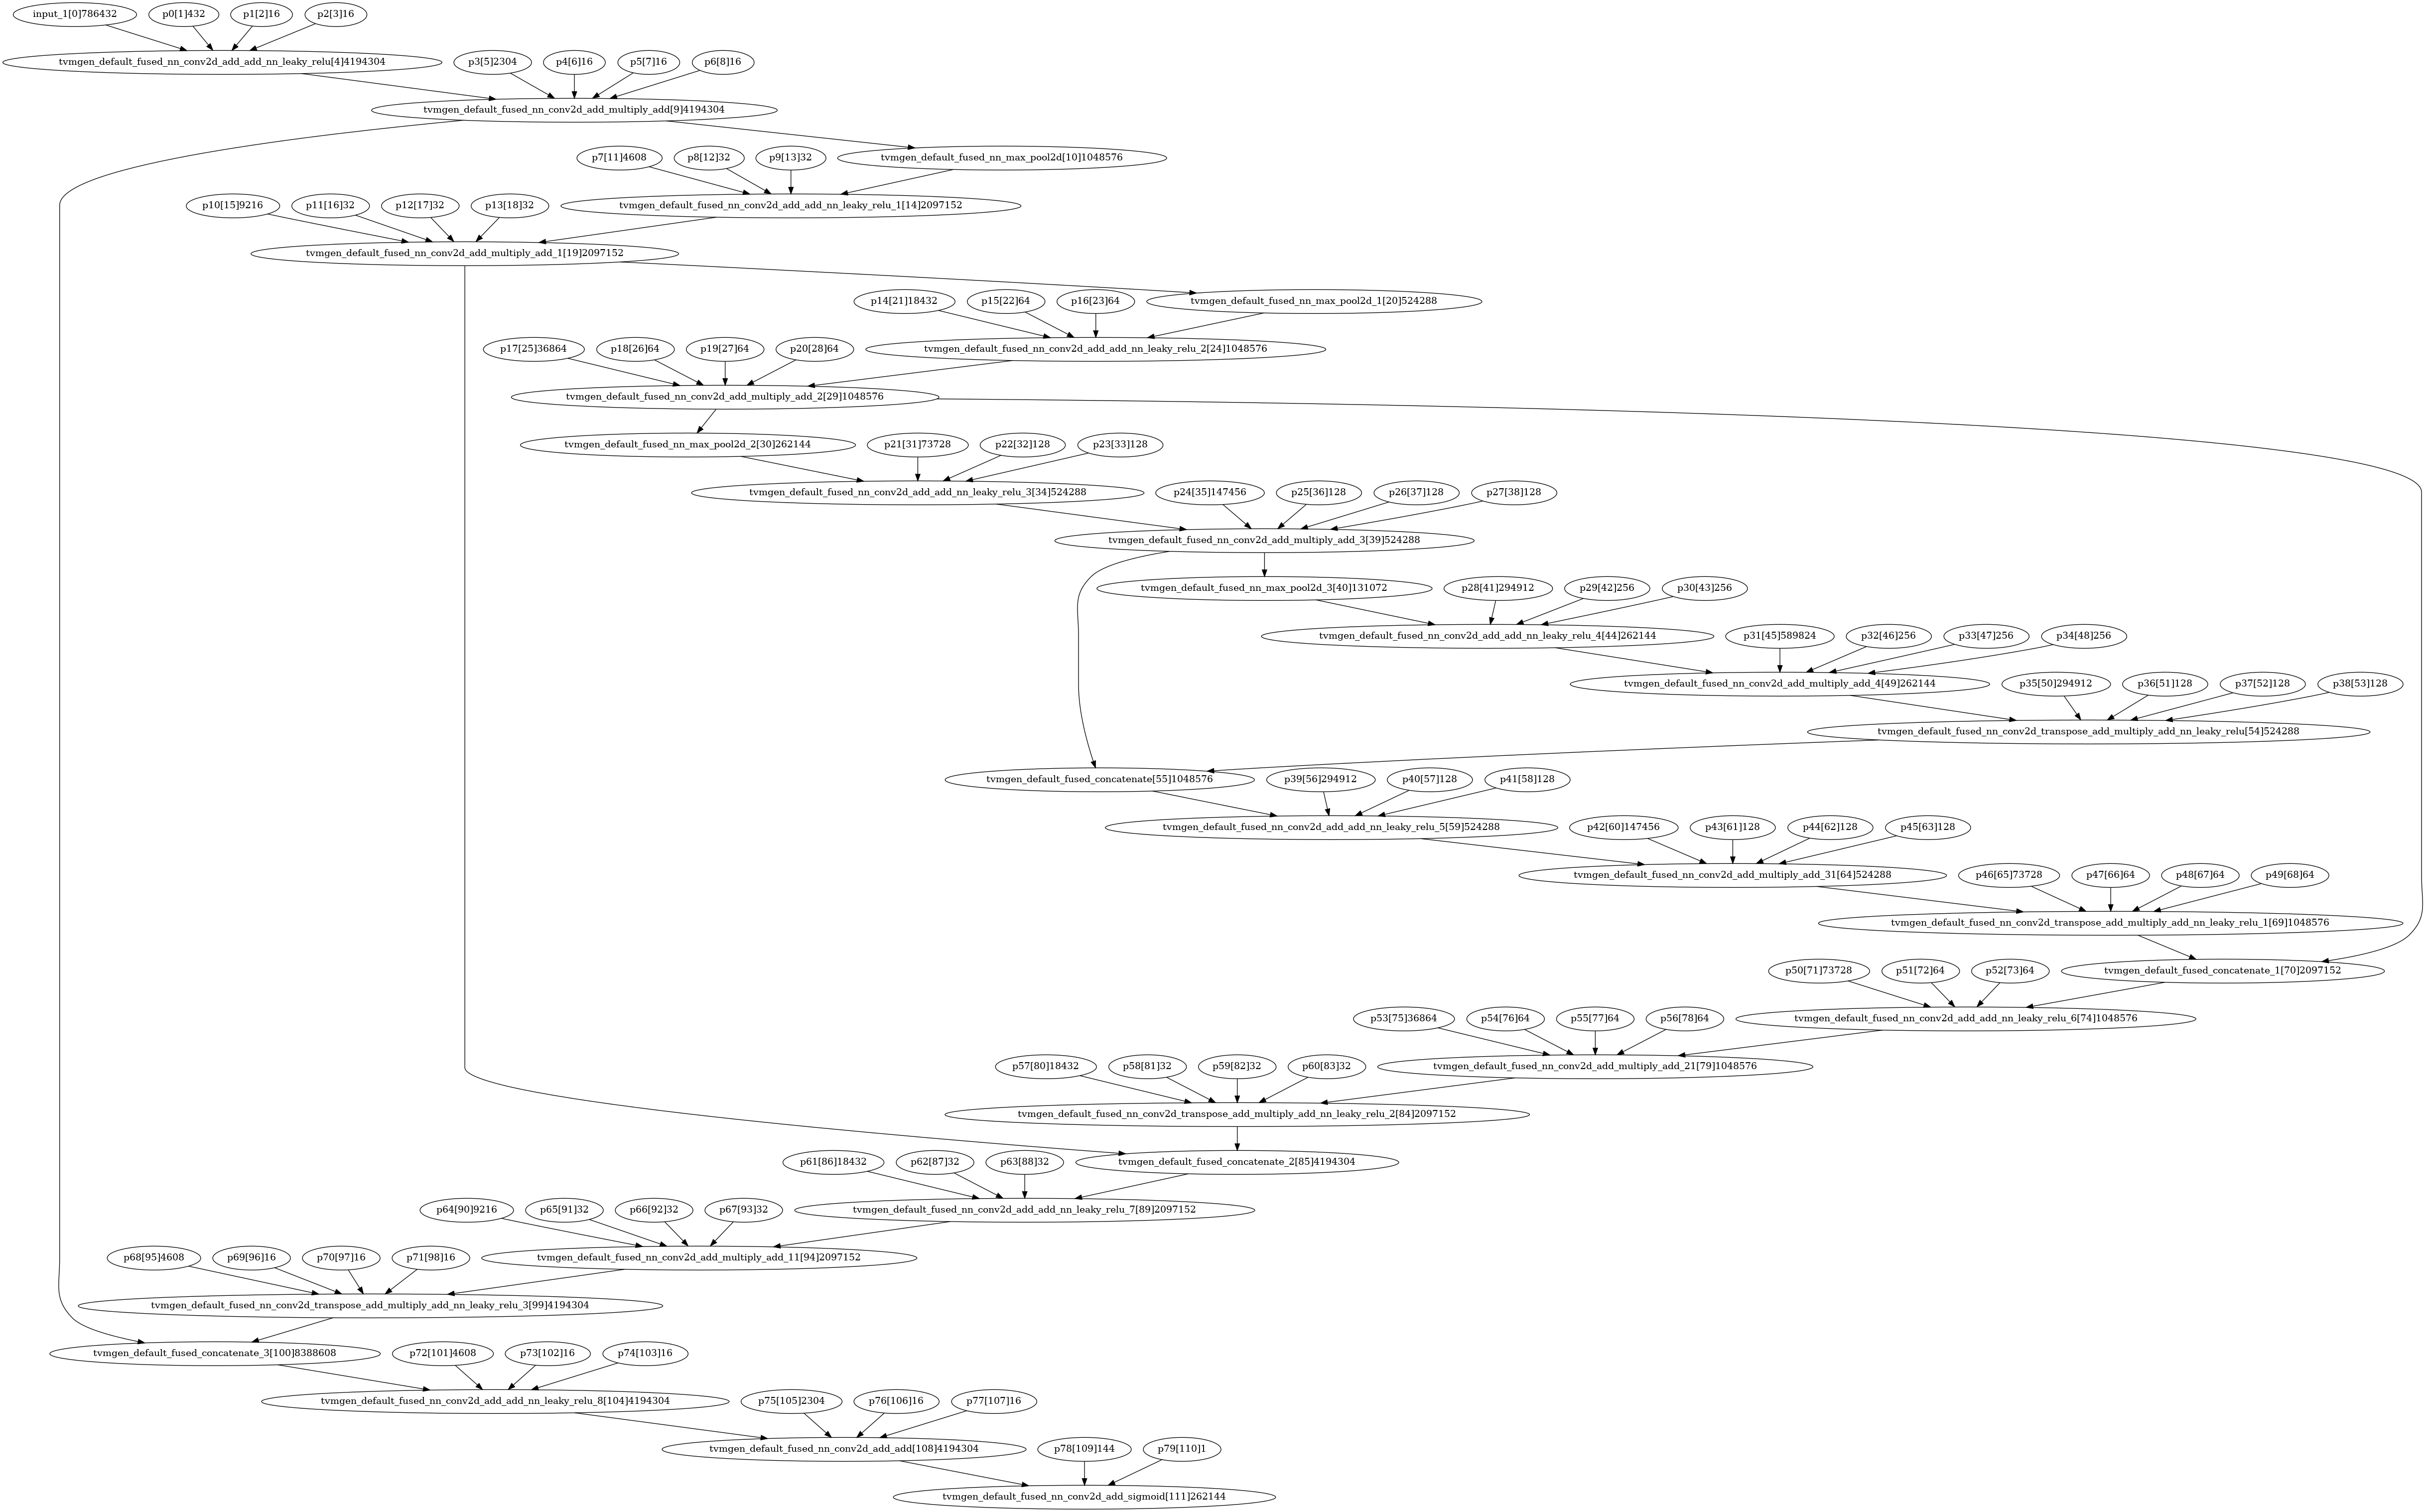 input_1[0]786432
p0[1]432
p1[2]16
p2[3]16
tvmgen_default_fused_nn_conv2d_add_add_nn_leaky_relu[4]4194304
p3[5]2304
p4[6]16
p5[7]16
p6[8]16
tvmgen_default_fused_nn_conv2d_add_multiply_add[9]4194304
p7[11]4608
p8[12]32
p9[13]32
tvmgen_default_fused_nn_max_pool2d[10]1048576
p10[15]9216
p11[16]32
p12[17]32
p13[18]32
tvmgen_default_fused_nn_conv2d_add_add_nn_leaky_relu_1[14]2097152
tvmgen_default_fused_nn_conv2d_add_multiply_add_1[19]2097152
p14[21]18432
p15[22]64
p16[23]64
tvmgen_default_fused_nn_max_pool2d_1[20]524288
p17[25]36864
p18[26]64
p19[27]64
p20[28]64
tvmgen_default_fused_nn_conv2d_add_add_nn_leaky_relu_2[24]1048576
tvmgen_default_fused_nn_conv2d_add_multiply_add_2[29]1048576
tvmgen_default_fused_nn_max_pool2d_2[30]262144
p21[31]73728
p22[32]128
p23[33]128
tvmgen_default_fused_nn_conv2d_add_add_nn_leaky_relu_3[34]524288
p24[35]147456
p25[36]128
p26[37]128
p27[38]128
tvmgen_default_fused_nn_conv2d_add_multiply_add_3[39]524288
tvmgen_default_fused_nn_max_pool2d_3[40]131072
p28[41]294912
p29[42]256
p30[43]256
tvmgen_default_fused_nn_conv2d_add_add_nn_leaky_relu_4[44]262144
p31[45]589824
p32[46]256
p33[47]256
p34[48]256
tvmgen_default_fused_nn_conv2d_add_multiply_add_4[49]262144
p35[50]294912
p36[51]128
p37[52]128
p38[53]128
tvmgen_default_fused_nn_conv2d_transpose_add_multiply_add_nn_leaky_relu[54]524288
tvmgen_default_fused_concatenate[55]1048576
p39[56]294912
p40[57]128
p41[58]128
tvmgen_default_fused_nn_conv2d_add_add_nn_leaky_relu_5[59]524288
p42[60]147456
p43[61]128
p44[62]128
p45[63]128
tvmgen_default_fused_nn_conv2d_add_multiply_add_31[64]524288
p46[65]73728
p47[66]64
p48[67]64
p49[68]64
tvmgen_default_fused_nn_conv2d_transpose_add_multiply_add_nn_leaky_relu_1[69]1048576
p50[71]73728
p51[72]64
p52[73]64
tvmgen_default_fused_concatenate_1[70]2097152
p53[75]36864
p54[76]64
p55[77]64
p56[78]64
tvmgen_default_fused_nn_conv2d_add_add_nn_leaky_relu_6[74]1048576
p57[80]18432
p58[81]32
p59[82]32
p60[83]32
tvmgen_default_fused_nn_conv2d_add_multiply_add_21[79]1048576
tvmgen_default_fused_nn_conv2d_transpose_add_multiply_add_nn_leaky_relu_2[84]2097152
p61[86]18432
p62[87]32
p63[88]32
tvmgen_default_fused_concatenate_2[85]4194304
p64[90]9216
p65[91]32
p66[92]32
p67[93]32
tvmgen_default_fused_nn_conv2d_add_add_nn_leaky_relu_7[89]2097152
p68[95]4608
p69[96]16
p70[97]16
p71[98]16
tvmgen_default_fused_nn_conv2d_add_multiply_add_11[94]2097152
tvmgen_default_fused_nn_conv2d_transpose_add_multiply_add_nn_leaky_relu_3[99]4194304
tvmgen_default_fused_concatenate_3[100]8388608
p72[101]4608
p73[102]16
p74[103]16
tvmgen_default_fused_nn_conv2d_add_add_nn_leaky_relu_8[104]4194304
p75[105]2304
p76[106]16
p77[107]16
tvmgen_default_fused_nn_conv2d_add_add[108]4194304
p78[109]144
p79[110]1
tvmgen_default_fused_nn_conv2d_add_sigmoid[111]262144